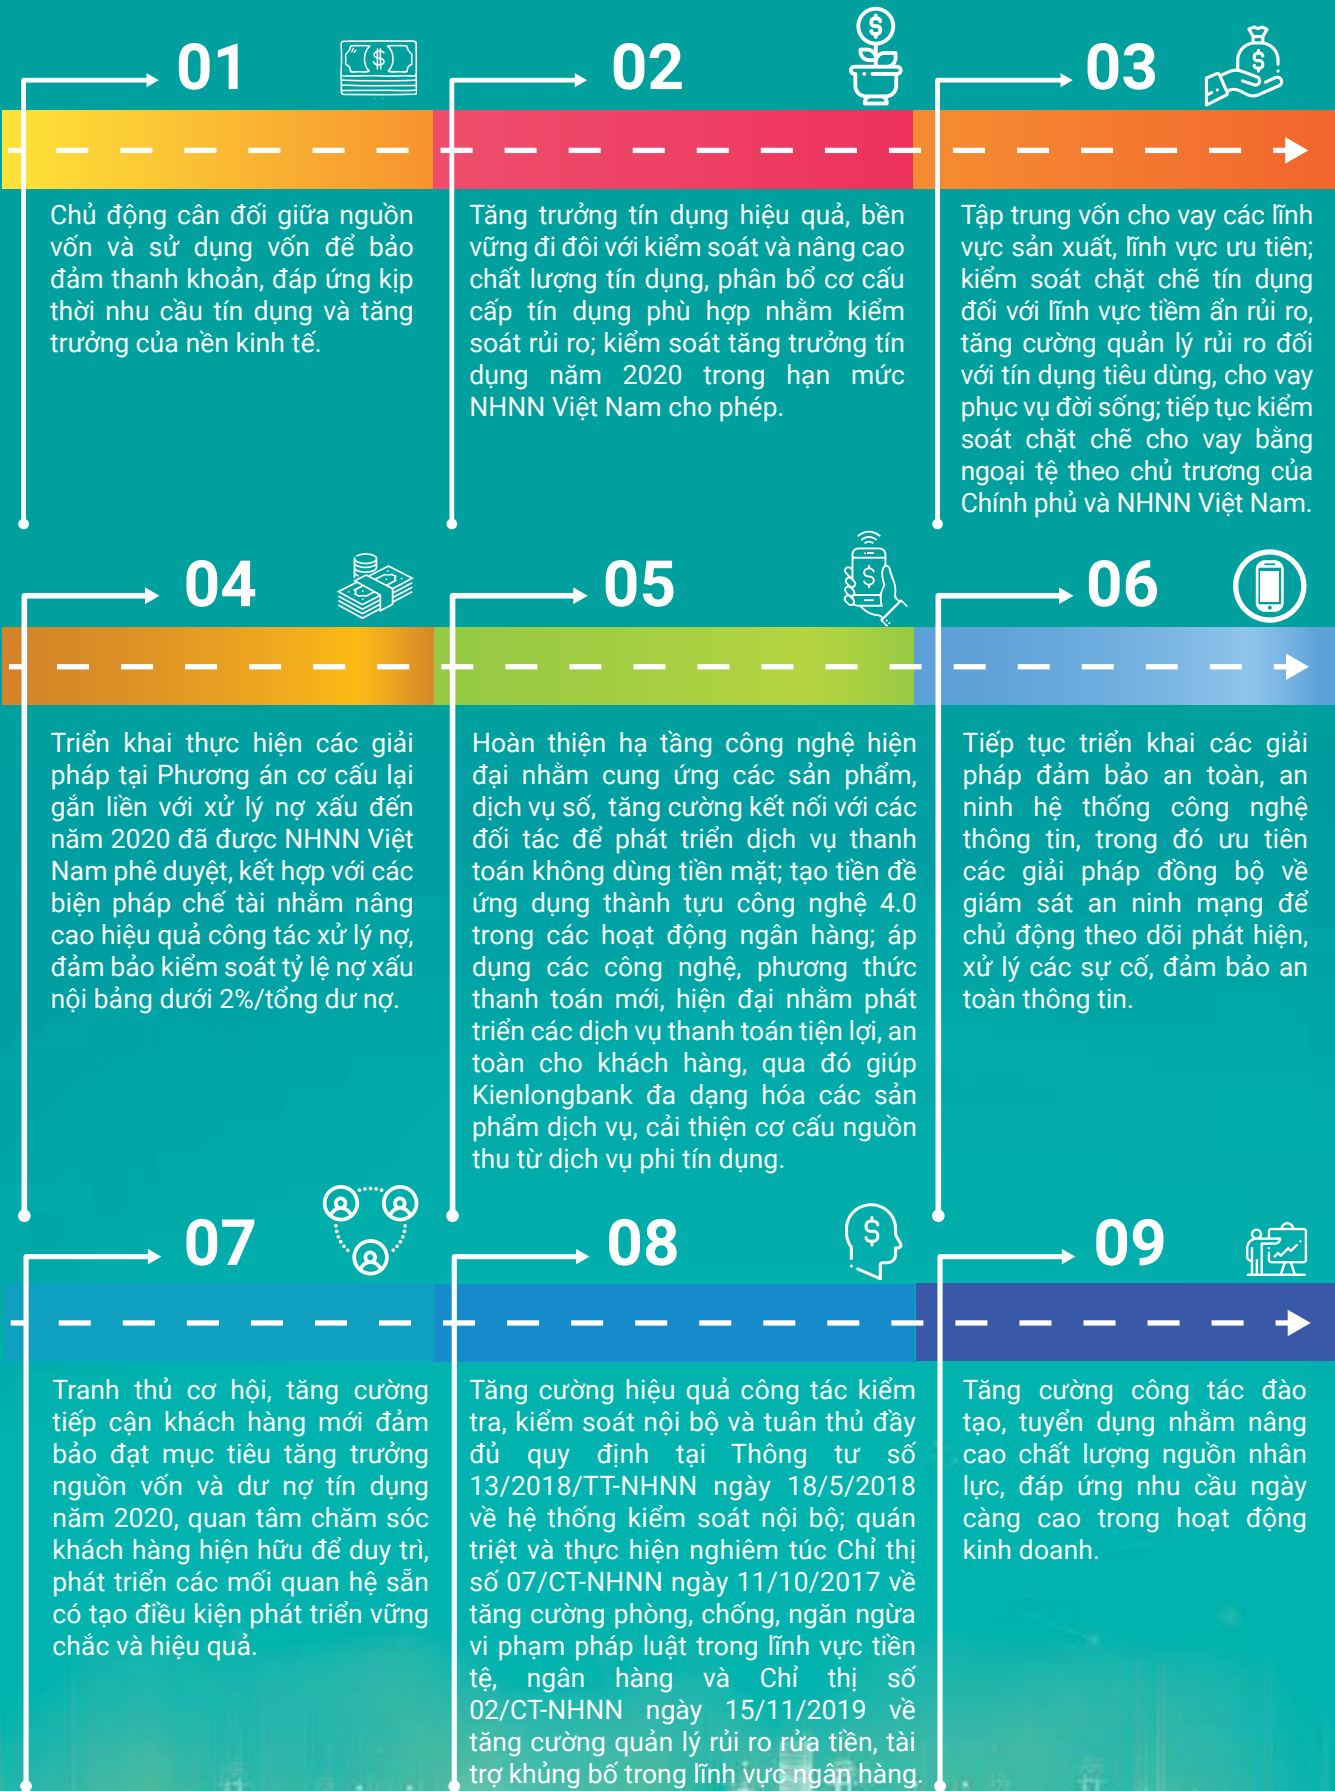 01
Chủ động cân đối giữa nguồn
vốn và sử dụng vốn để bảo
đảm thanh khoản, đáp ứng kịp
thời nhu cầu tín dụng và tăng
trưởng của nền kinh tế.
02
Tăng trưởng tín dụng hiệu quả, bền
vững đi đôi với kiểm soát và nâng cao
chất lượng tín dụng, phân bổ cơ cấu
cấp tín dụng phù hợp nhằm kiểm
soát rủi ro; kiểm soát tăng trưởng tín
dụng năm 2020 trong hạn mức
NHNN Việt Nam cho phép.
03
Tập trung vốn cho vay các lĩnh
vực sản xuất, lĩnh vực ưu tiên;
kiểm soát chặt chẽ tín dụng
đối với lĩnh vực tiềm ẩn rủi ro,
tăng cường quản lý rủi ro đối
với tín dụng tiêu dùng, cho vay
phục vụ đời sống; tiếp tục kiểm
soát chặt chẽ cho vay bằng
ngoại tệ theo chủ trương của
Chính phủ và NHNN Việt Nam.
04
Triển khai thực hiện các giải
pháp tại Phương án cơ cấu lại
gắn liền với xử lý nợ xấu đến
năm 2020 đã được NHNN Việt
Nam phê duyệt, kết hợp với các
biện pháp chế tài nhằm nâng
cao hiệu quả công tác xử lý nợ,
đảm bảo kiểm soát tỷ lệ nợ xấu
nội bảng dưới 2%/tổng dư nợ.
05
Hoàn thiện hạ tầng công nghệ hiện
đại nhằm cung ứng các sản phẩm,
dịch vụ số, tăng cường kết nối với các
đối tác để phát triển dịch vụ thanh
toán không dùng tiền mặt; tạo tiền đề
ứng dụng thành tựu công nghệ 4.0
trong các hoạt động ngân hàng; áp
dụng các công nghệ, phương thức
thanh toán mới, hiện đại nhằm phát
triển các dịch vụ thanh toán tiện lợi, an
toàn cho khách hàng, qua đó giúp
Kienlongbank đa dạng hóa các sản
phẩm dịch vụ, cải thiện cơ cấu nguồn
thu từ dịch vụ phi tín dụng.
06
Tiếp tục triển khai các giải
pháp đảm bảo an toàn, an
ninh hệ thống công nghệ
thông tin, trong đó ưu tiên
các giải pháp đồng bộ về
giám sát an ninh mạng để
chủ động theo dõi phát hiện,
xử lý các sự cố, đảm bảo an
toàn thông tin.
07
Tranh thủ cơ hội, tăng cường
tiếp cận khách hàng mới đảm
bảo đạt mục tiêu tăng trưởng
nguồn vốn và dư nợ tín dụng
năm 2020, quan tâm chăm sóc
khách hàng hiện hữu để duy trì,
phát triển các mối quan hệ sẵn
có tạo điều kiện phát triển vững
chắc và hiệu quả.
08
Tăng cường hiệu quả công tác kiểm
tra, kiểm soát nội bộ và tuân thủ đầy
đủ quy định tại Thông tư số
13/2018/TT-NHNN ngày 18/5/2018
về hệ thống kiểm soát nội bộ; quán
triệt và thực hiện nghiêm túc Chỉ thị
số 07/CT-NHNN ngày 11/10/2017 về
tăng cường phòng, chống, ngăn ngừa
vi phạm pháp luật trong lĩnh vực tiền
tệ, ngân hàng và Chỉ thị số
02/CT-NHNN ngày 15/11/2019 về
tăng cường quản lý rủi ro rửa tiền, tài
trợ khủng bố trong lĩnh vực ngân hàng.
09
Tăng cường công tác đào
tạo, tuyển dụng nhằm nâng
cao chất lượng nguồn nhân
lực, đáp ứng nhu cầu ngày
càng cao trong hoạt động
kinh doanh.